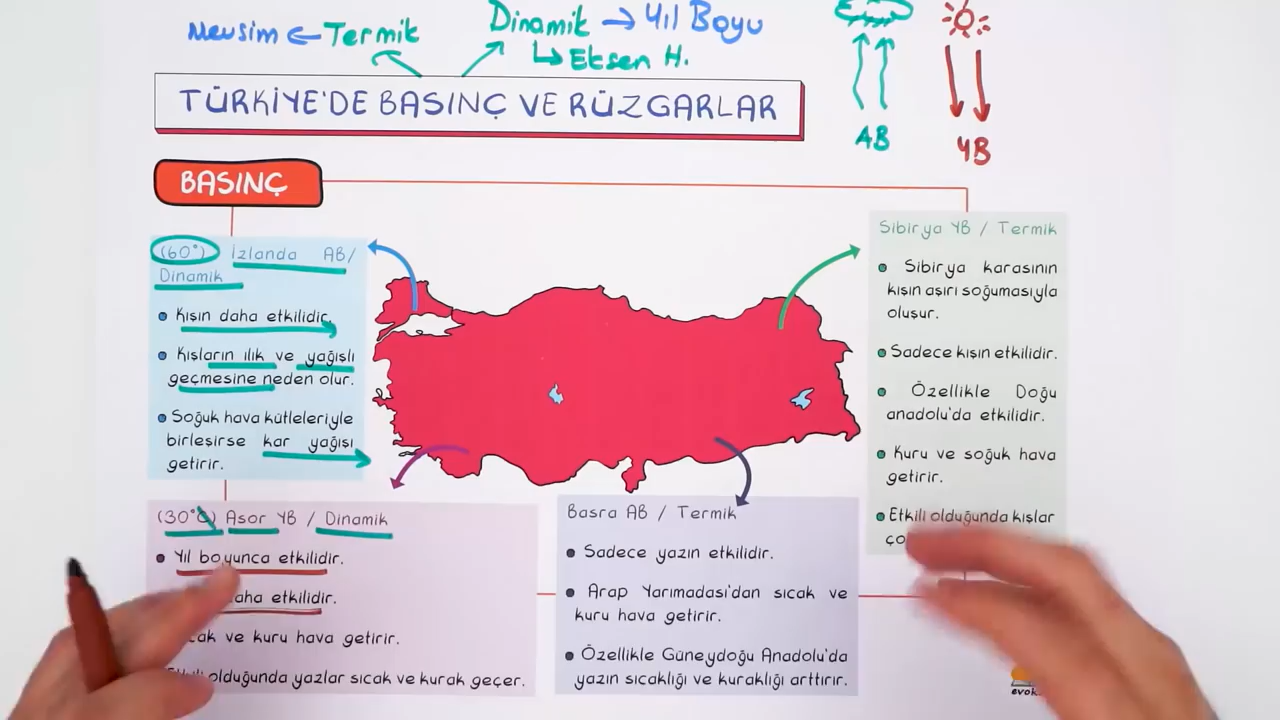 Mevsim ← Termik
Dinamik → Yıl Boyu
↳ Eksen H.
TÜRKİYE'DE BASINÇ VE RÜZGARLAR
AB
YB
BASINÇ
(60°) İzlanda AB/
Dinamik
Kışın daha etkilidir.
Kışların ılık ve yağışlı
geçmesine neden olur.
Soğuk hava kütleleriyle
birleşirse kar yağışı
getirir.
(30°C) Asor YB / Dinamik
Yıl boyunca etkilidir.
daha etkilidir.
ve kuru hava getirir.
olduğunda yazlar sıcak ve kurak geçer.
Basra AB / Termik
Sadece yazın etkilidir.
Arap Yarımadası'dan sıcak ve
kuru hava getirir.
Özellikle Güneydoğu Anadolu'da
yazın sıcaklığı ve kuraklığı arttırır.
Sibirya YB / Termik
Sibirya karasının
kışın aşırı soğumasıyla
oluşur.
Sadece kışın etkilidir.
Özellikle Doğu
anadolu'da etkilidir.
Kuru ve soğuk hava
getirir.
Etkili olduğunda kışlar